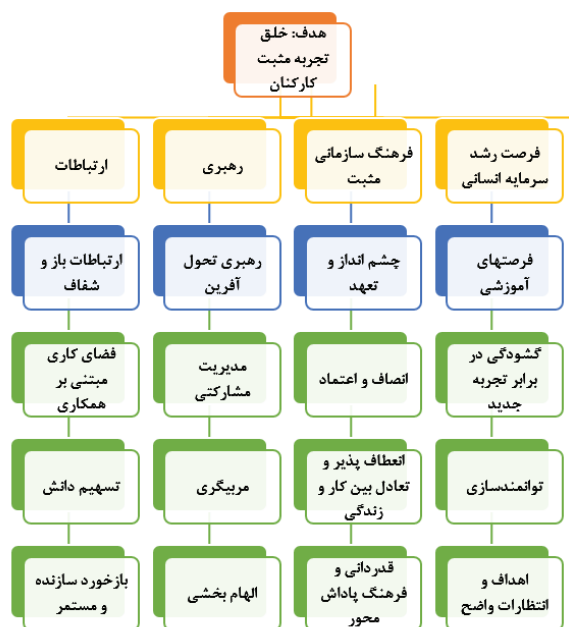 هدف: خلق
تجربه مثبت
کارکنان
فرصت رشد
سرمایه انسانی
فرهنگ سازمانی
مثبت
رهبری
ارتباطات
فرصتهای
آموزشی
چشم انداز و
تعهد
رهبری تحول
آفرین
ارتباطات باز و
شفاف
گشودگی در
برابر تجربه
جدید
انصاف و اعتماد
مدیریت
مشارکتی
فضای کاری
مبتنی بر
همکاری
توانمندسازی
انعطاف پذیر و
تعادل بین کار و
زندگی
مربیگری
تسهیم دانش
اهداف و
انتظارات واضح
قدردانی و
فرهنگ پاداش
محور
الهام بخشی
بازخورد سازنده
و مستمر